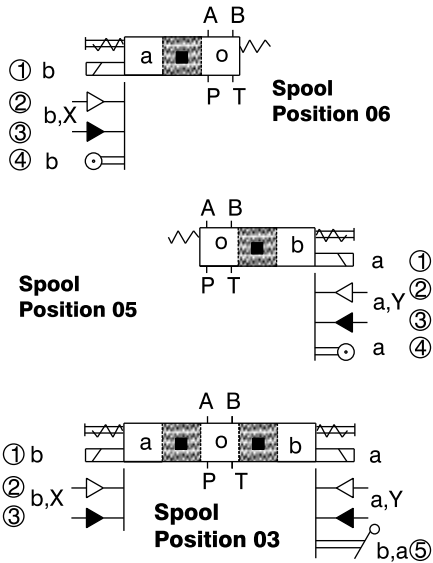 A B
a o
① b
P T
② b,X
③
④ b
Spool
Position 06
A B
o b
a ①
P T
② a,Y
③
a ④
Spool
Position 05
A B
① b a o b a
P T
② b,X a,Y
③
Spool
Position 03
b,a⑤